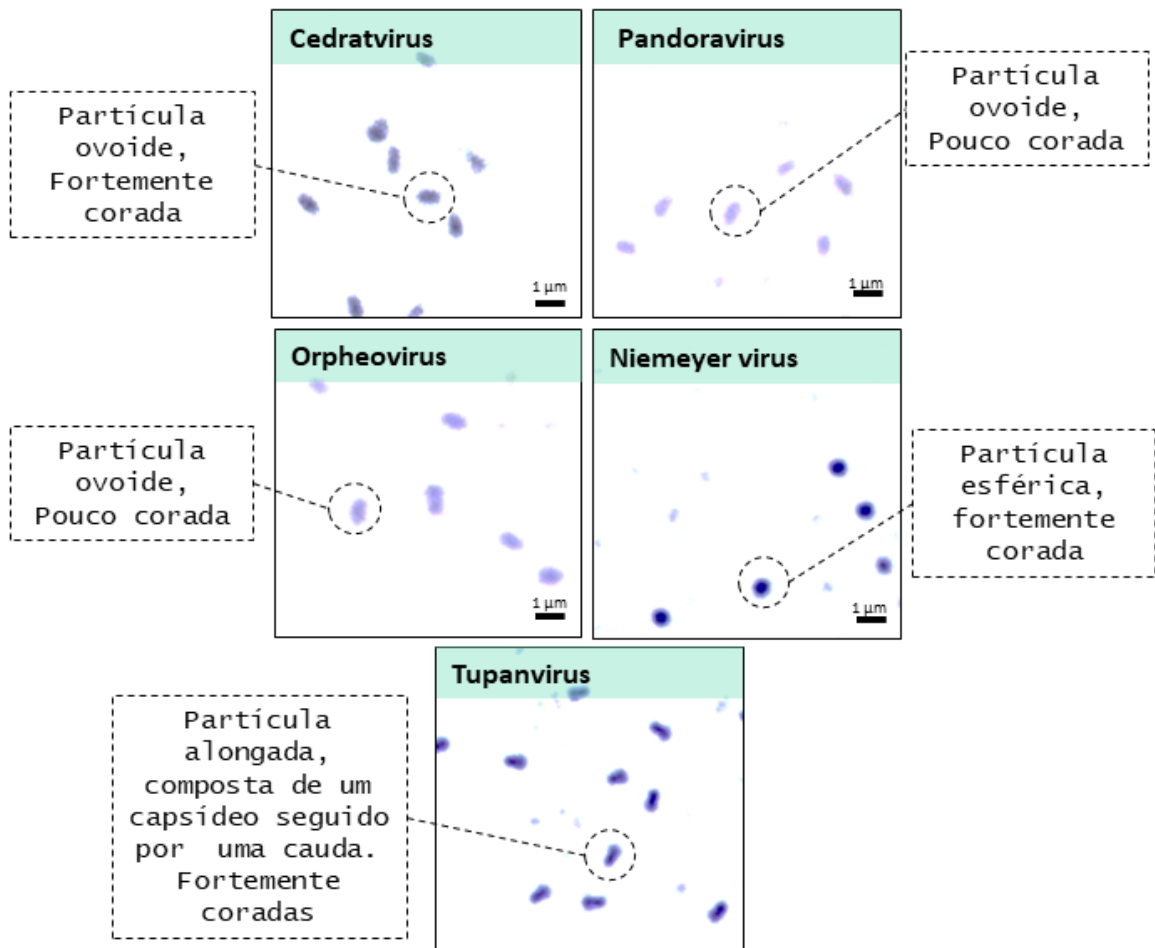 Cedratvirus
Partícula
ovoide,
Fortemente
corada
1 µm
Pandoravirus
Partícula
ovoide,
Pouco corada
1 µm
Orpheovirus
Partícula
ovoide,
Pouco corada
1 µm
Niemeyer virus
Partícula
esférica,
fortemente
corada
1 µm
Tupanvirus
Partícula
alongada,
composta de um
capsídeo seguido
por uma cauda.
Fortemente
coradas